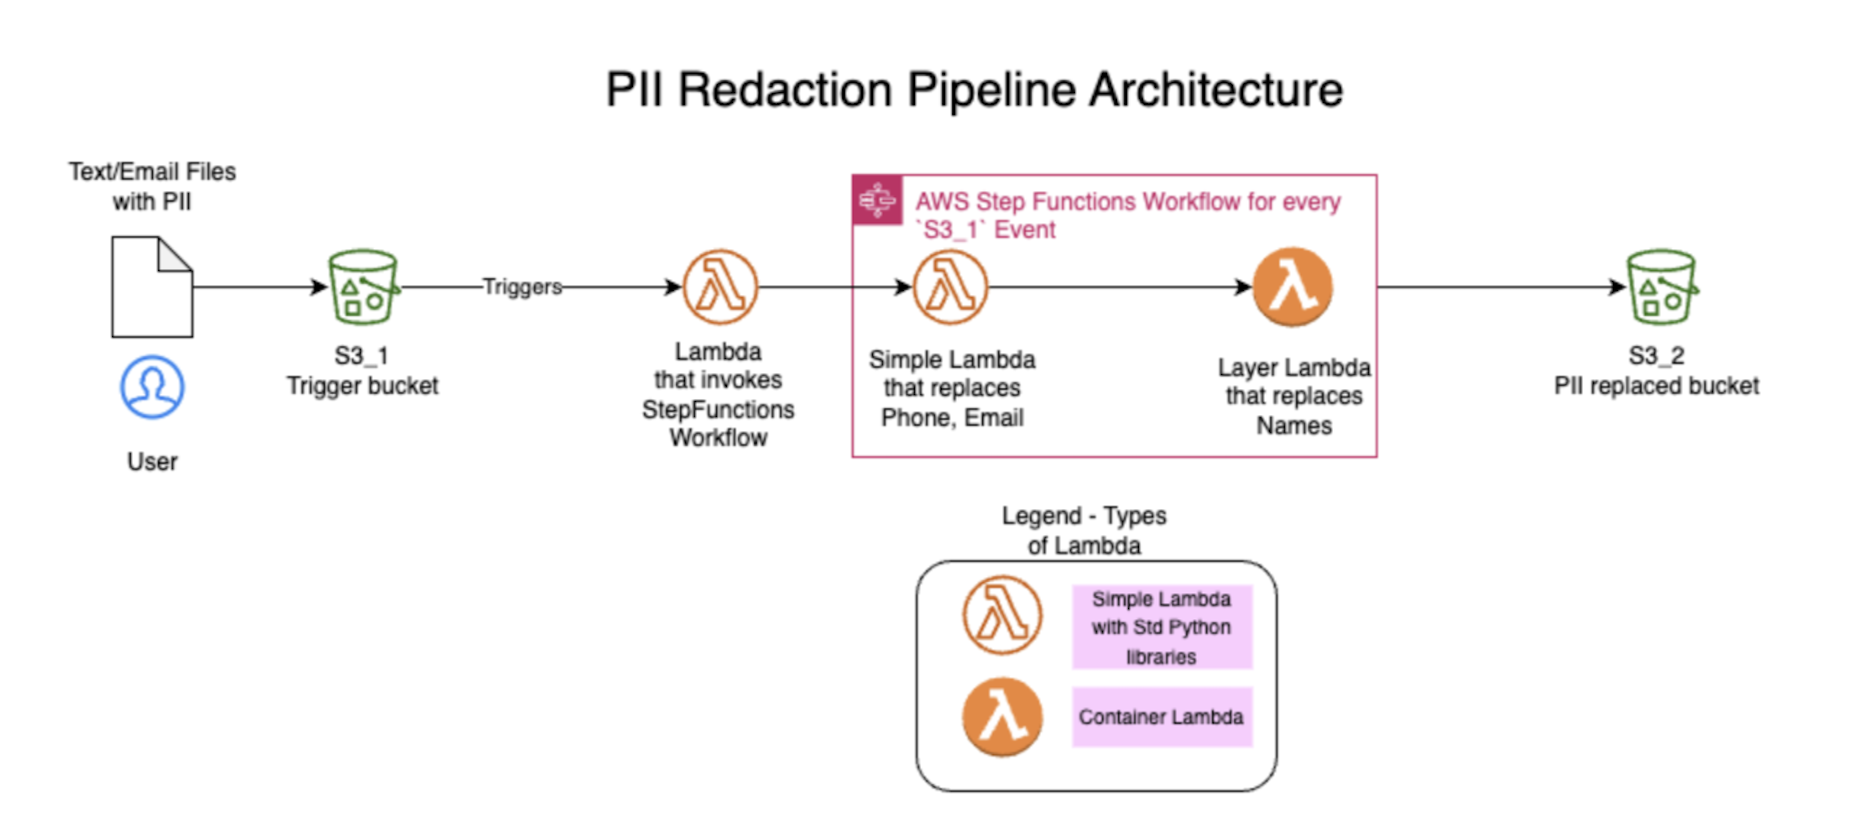 PII Redaction Pipeline Architecture
Text/Email Files
with PII
User
S3_1
Trigger bucket
Triggers
Lambda
that invokes
StepFunctions
Workflow
AWS Step Functions Workflow for every
`S3_1` Event
Simple Lambda
that replaces
Phone, Email
Layer Lambda
that replaces
Names
S3_2
PII replaced bucket
Legend - Types
of Lambda
Simple Lambda
with Std Python
libraries
Container Lambda